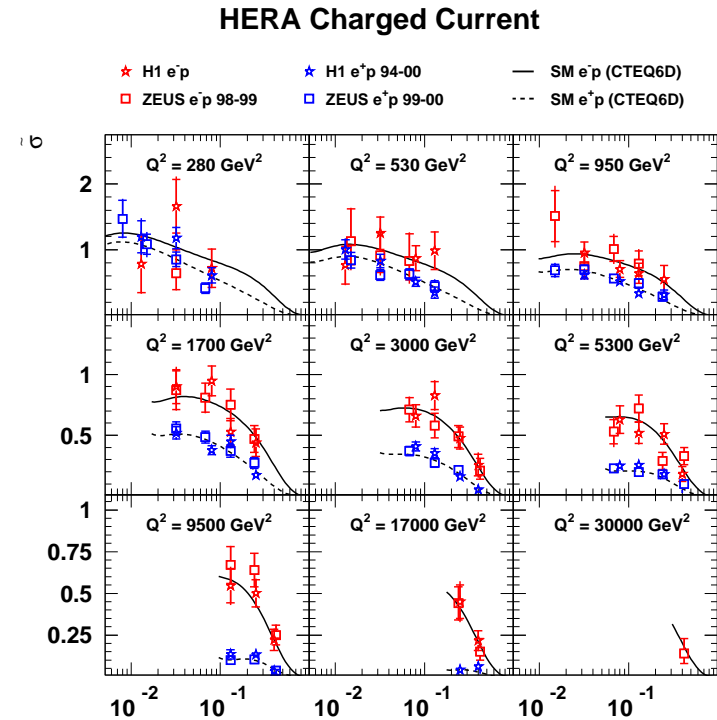 HERA Charged Current
H1 e⁻p
H1 e⁺p 94-00
SM e⁻p (CTEQ6D)
ZEUS e⁻p 98-99
ZEUS e⁺p 99-00
SM e⁺p (CTEQ6D)
σ̃
Q² = 280 GeV²
Q² = 530 GeV²
Q² = 950 GeV²
2
1
Q² = 1700 GeV²
Q² = 3000 GeV²
Q² = 5300 GeV²
1
0.5
Q² = 9500 GeV²
Q² = 17000 GeV²
Q² = 30000 GeV²
1
0.75
0.5
0.25
10⁻² 10⁻¹ 10⁻² 10⁻¹ 10⁻² 10⁻¹